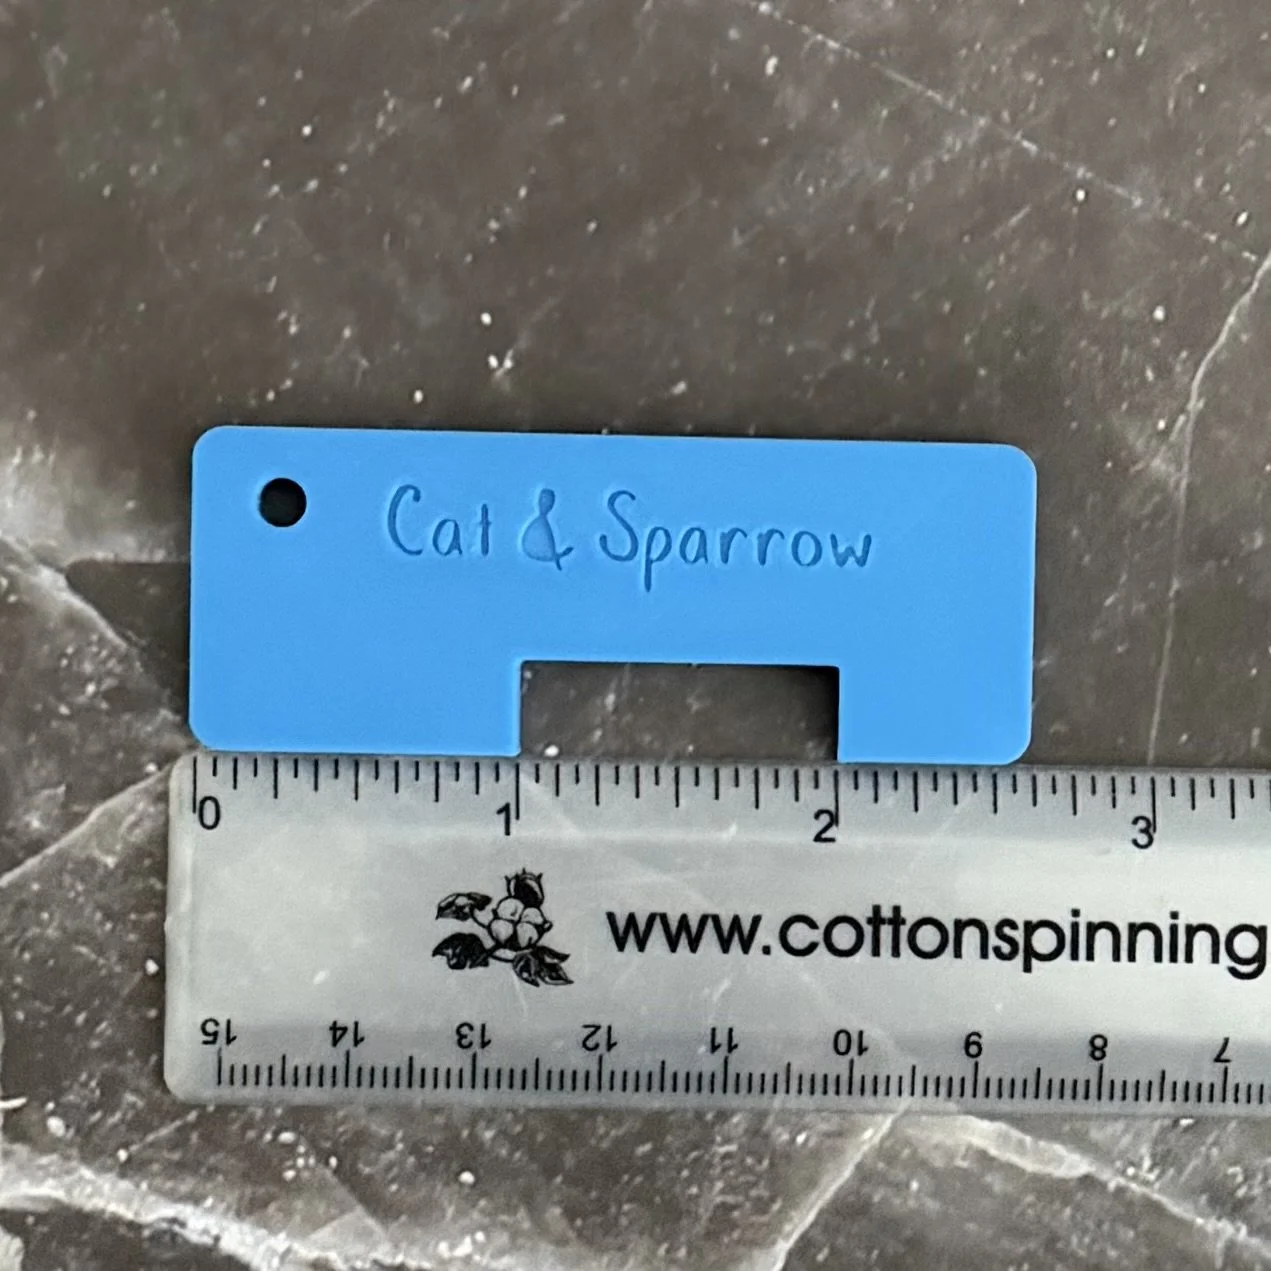 Cat & Sparrow
0 1 2 3
www.cottonspinning
15 14 13 12 11 10 9 8 7